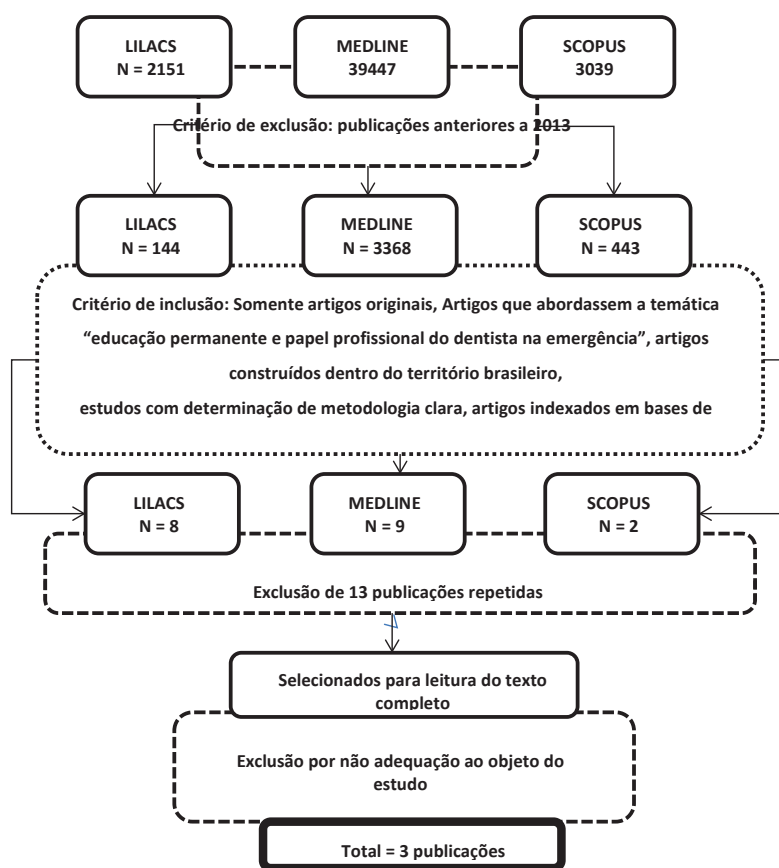 LILACS
N = 2151
MEDLINE
39447
SCOPUS
3039
Critério de exclusão: publicações anteriores a 2013
LILACS
N = 144
MEDLINE
N = 3368
SCOPUS
N = 443
Critério de inclusão: Somente artigos originais, Artigos que abordassem a temática
“educação permanente e papel profissional do dentista na emergência”, artigos
construídos dentro do território brasileiro,
estudos com determinação de metodologia clara, artigos indexados em bases de
LILACS
N = 8
MEDLINE
N = 9
SCOPUS
N = 2
Exclusão de 13 publicações repetidas
Selecionados para leitura do texto
completo
Exclusão por não adequação ao objeto do
estudo
Total = 3 publicações